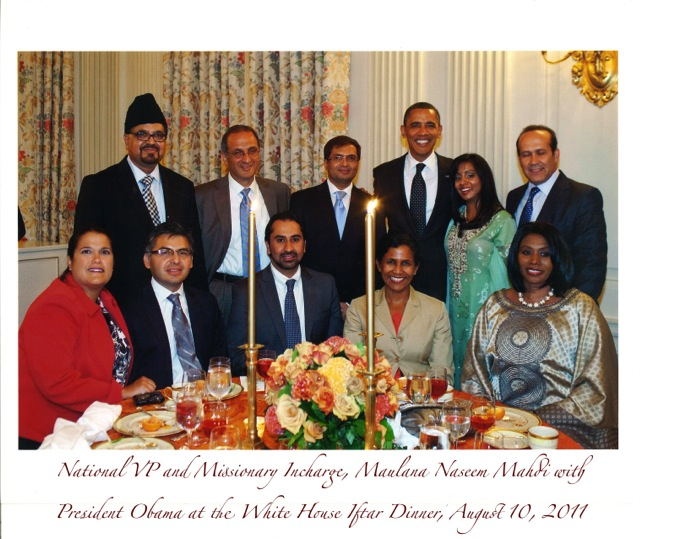 National VP and Missionary Incharge, Maulana Naseem Mahdi with
President Obama at the White House Iftar Dinner, August 10, 2011